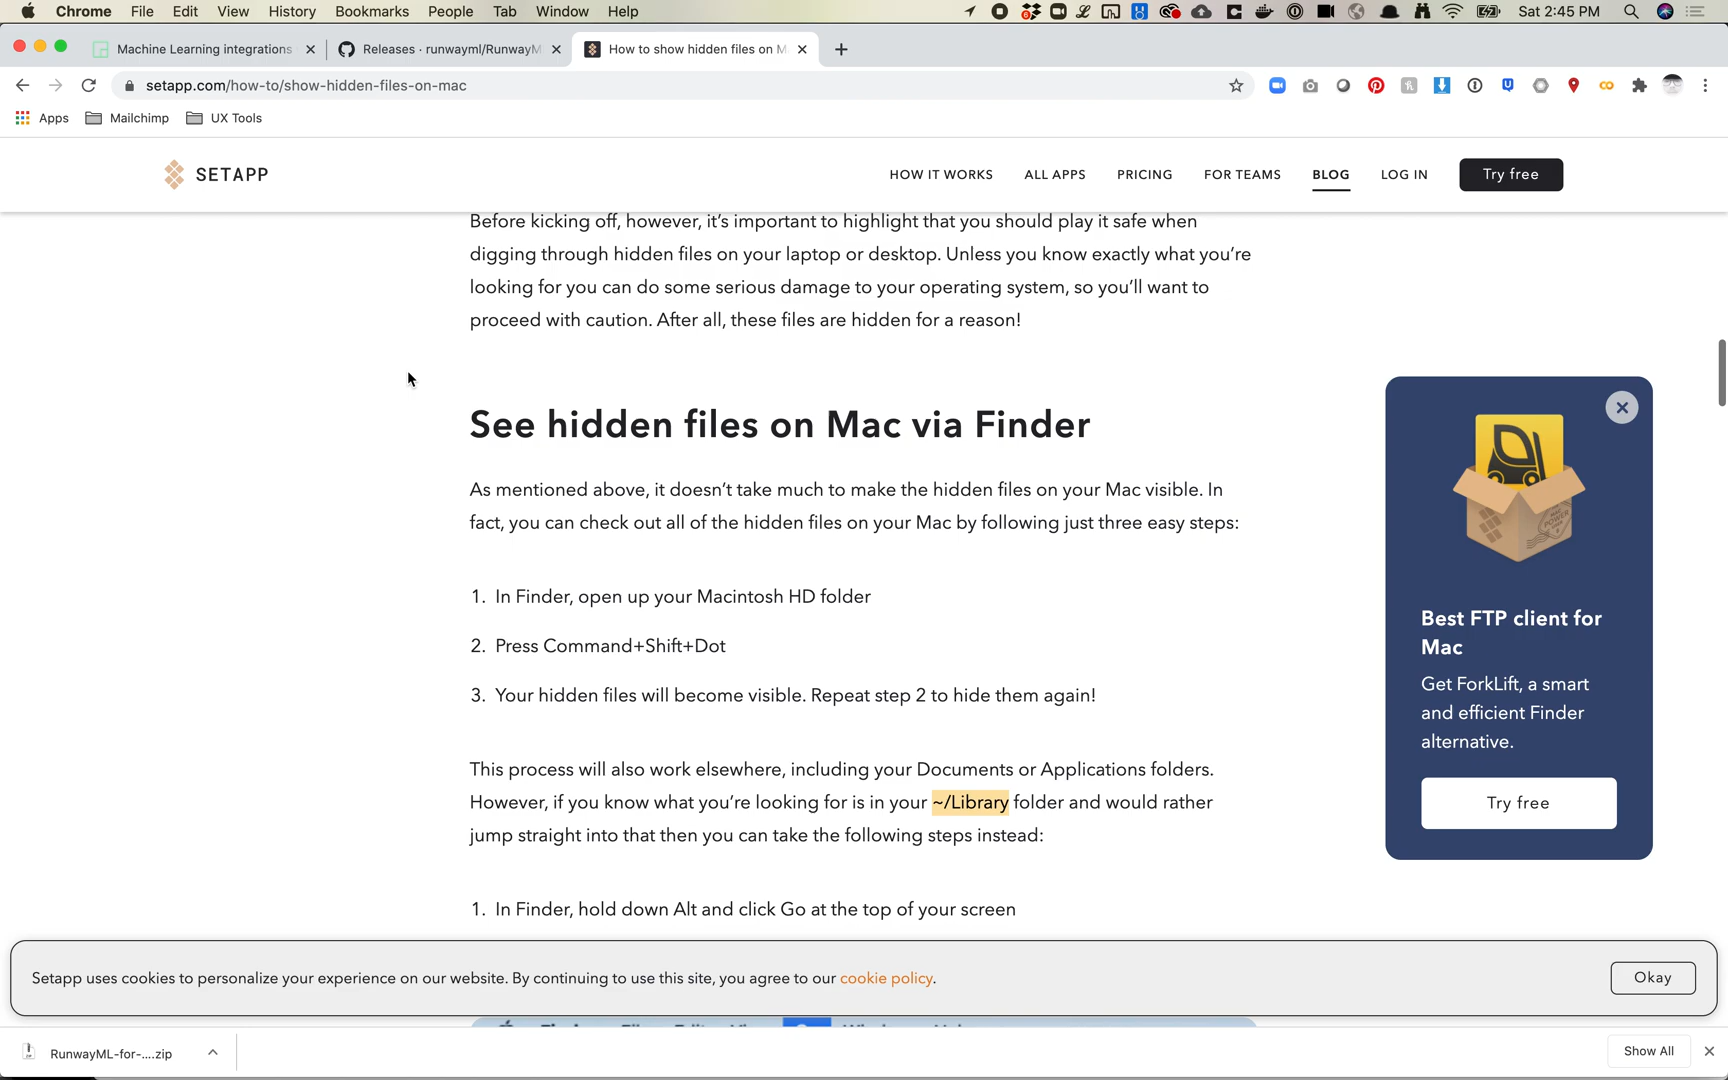 Chrome File Edit View History Bookmarks People Tab Window Help Sat 2:45 PM
Machine Learning integrations Releases · runwayml/RunwayM How to show hidden files on M
setapp.com/how-to/show-hidden-files-on-mac
Apps Mailchimp UX Tools
SETAPP HOW IT WORKS ALL APPS PRICING FOR TEAMS BLOG LOG IN Try free
Before kicking off, however, it’s important to highlight that you should play it safe when
digging through hidden files on your laptop or desktop. Unless you know exactly what you’re
looking for you can do some serious damage to your operating system, so you’ll want to
proceed with caution. After all, these files are hidden for a reason!
See hidden files on Mac via Finder
As mentioned above, it doesn’t take much to make the hidden files on your Mac visible. In
fact, you can check out all of the hidden files on your Mac by following just three easy steps:
1. In Finder, open up your Macintosh HD folder
2. Press Command+Shift+Dot
3. Your hidden files will become visible. Repeat step 2 to hide them again!
This process will also work elsewhere, including your Documents or Applications folders.
However, if you know what you’re looking for is in your ~/Library folder and would rather
jump straight into that then you can take the following steps instead:
1. In Finder, hold down Alt and click Go at the top of your screen
Best FTP client for
Mac
Get ForkLift, a smart
and efficient Finder
alternative.
Try free
Setapp uses cookies to personalize your experience on our website. By continuing to use this site, you agree to our cookie policy.
Okay
RunwayML-for-....zip
Show All